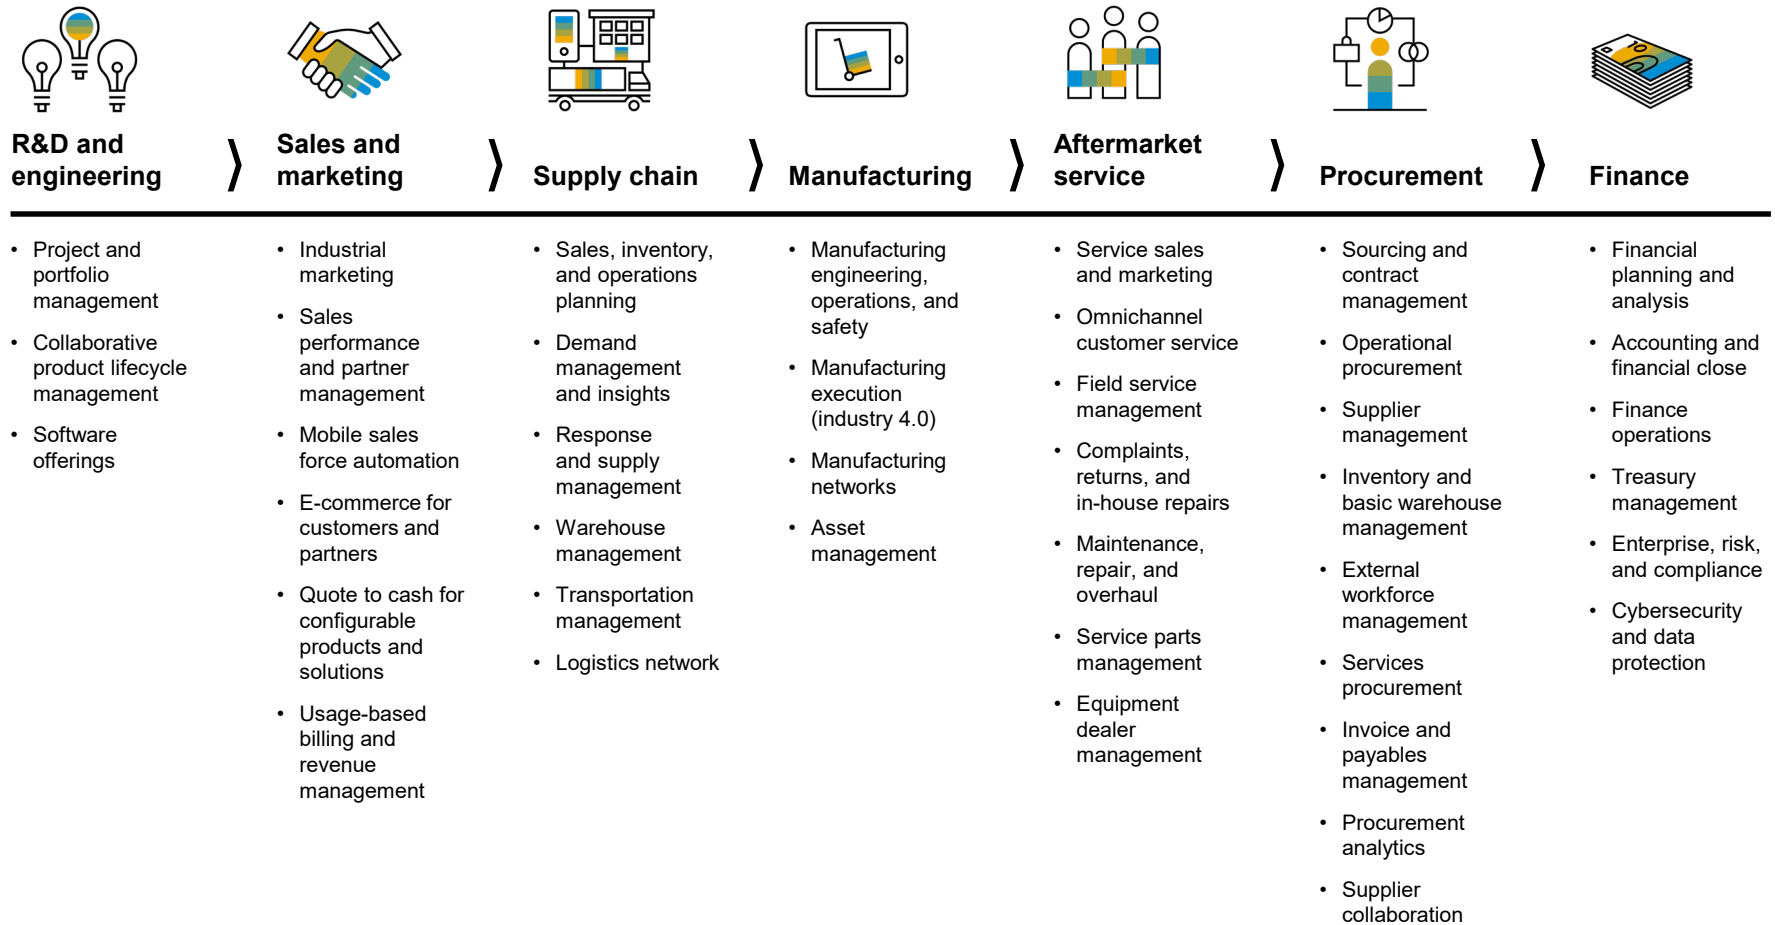 R&D and
engineering
• Project and
portfolio
management
• Collaborative
product lifecycle
management
• Software
offerings
Sales and
marketing
• Industrial
marketing
• Sales
performance
and partner
management
• Mobile sales
force automation
• E-commerce for
customers and
partners
• Quote to cash for
configurable
products and
solutions
• Usage-based
billing and
revenue
management
Supply chain
• Sales, inventory,
and operations
planning
• Demand
management
and insights
• Response
and supply
management
• Warehouse
management
• Transportation
management
• Logistics network
Manufacturing
• Manufacturing
engineering,
operations, and
safety
• Manufacturing
execution
(industry 4.0)
• Manufacturing
networks
• Asset
management
Aftermarket
service
• Service sales
and marketing
• Omnichannel
customer service
• Field service
management
• Complaints,
returns, and
in-house repairs
• Maintenance,
repair, and
overhaul
• Service parts
management
• Equipment
dealer
management
Procurement
• Sourcing and
contract
management
• Operational
procurement
• Supplier
management
• Inventory and
basic warehouse
management
• External
workforce
management
• Services
procurement
• Invoice and
payables
management
• Procurement
analytics
• Supplier
collaboration
10
Finance
• Financial
planning and
analysis
• Accounting and
financial close
• Finance
operations
• Treasury
management
• Enterprise, risk,
and compliance
• Cybersecurity
and data
protection